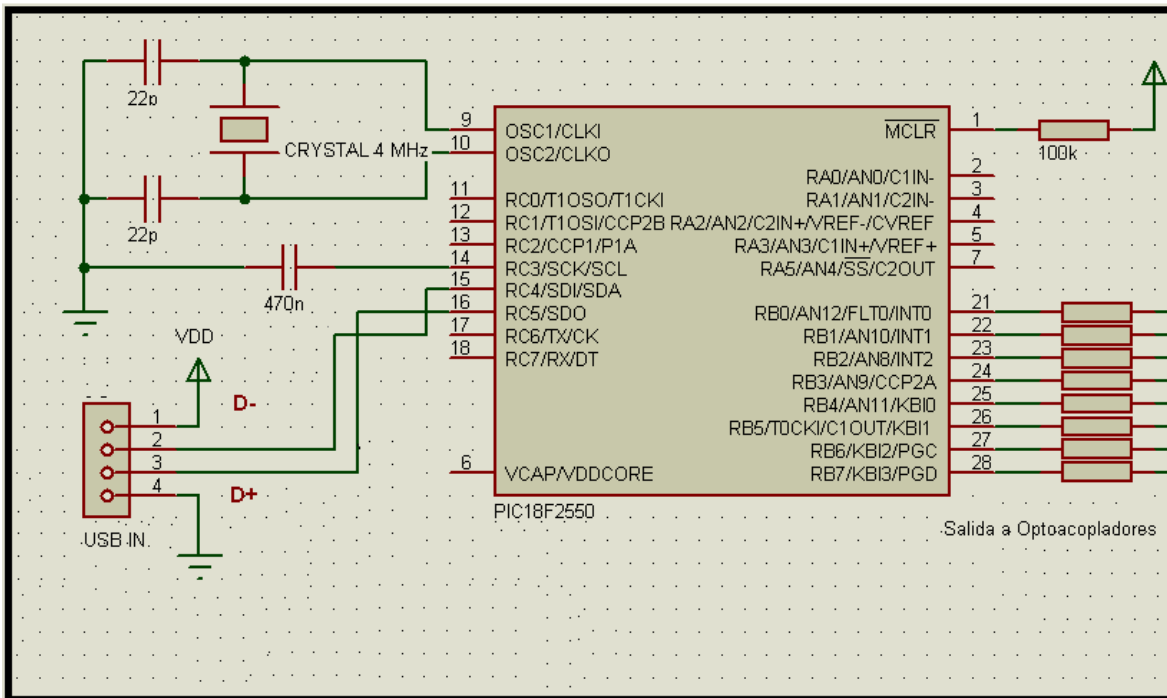 22p
CRYSTAL 4 MHz
22p
470n
9 OSC1/CLKI
10 OSC2/CLKO
11 RC0/T1OSO/T1CKI
12 RC1/T1OSI/CCP2B
13 RC2/CCP1/P1A
14 RC3/SCK/SCL
15 RC4/SDI/SDA
16 RC5/SDO
17 RC6/TX/CK
18 RC7/RX/DT
6 VCAP/VDDCORE
MCLR 1
RA0/AN0/C1IN- 2
RA1/AN1/C2IN- 3
RA2/AN2/C2IN+/VREF-/CVREF 4
RA3/AN3/C1IN+/VREF+ 5
RA5/AN4/SS/C2OUT 7
RB0/AN12/FLT0/INT0 21
RB1/AN10/INT1 22
RB2/AN8/INT2 23
RB3/AN9/CCP2A 24
RB4/AN11/KBI0 25
RB5/T0CKI/C1OUT/KBI1 26
RB6/KBI2/PGC 27
RB7/KBI3/PGD 28
PIC18F2550
100k
VDD
D-
1
2
3
4
D+
USB IN
Salida a Optoacopladores